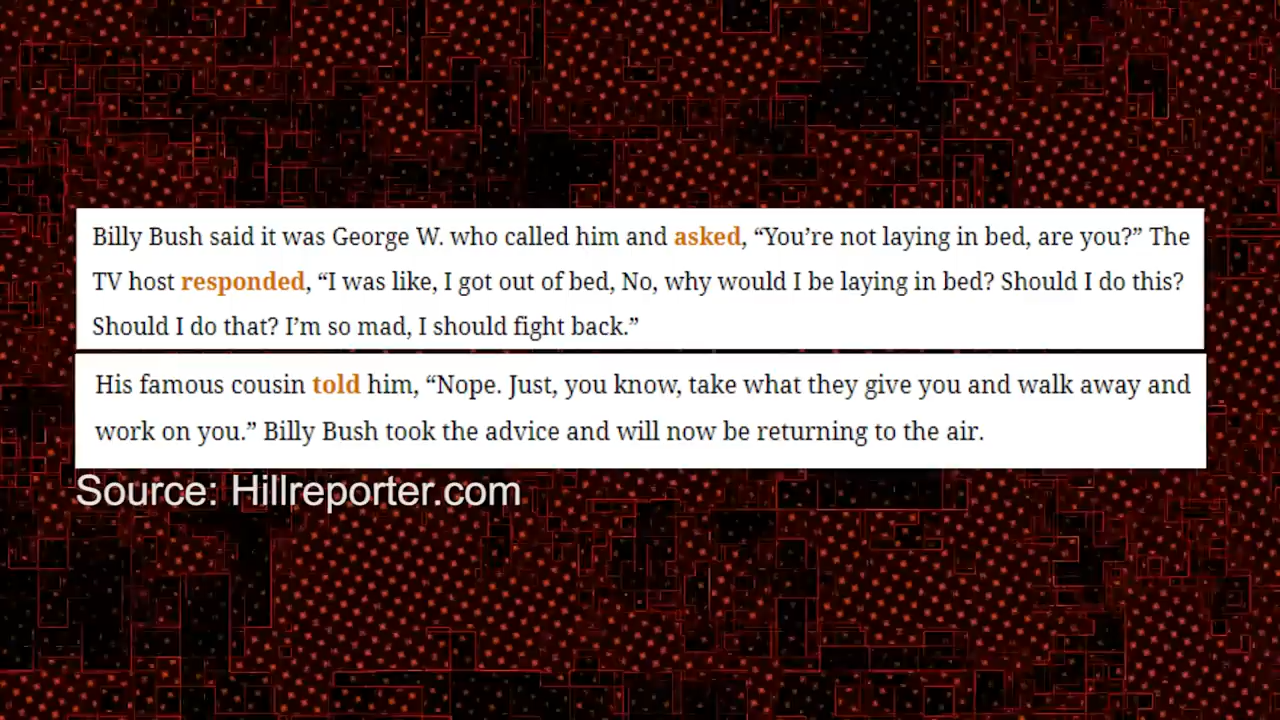 Billy Bush said it was George W. who called him and asked, “You’re not laying in bed, are you?” The
TV host responded, “I was like, I got out of bed, No, why would I be laying in bed? Should I do this?
Should I do that? I’m so mad, I should fight back.”
His famous cousin told him, “Nope. Just, you know, take what they give you and walk away and
work on you.” Billy Bush took the advice and will now be returning to the air.
Source: Hillreporter.com